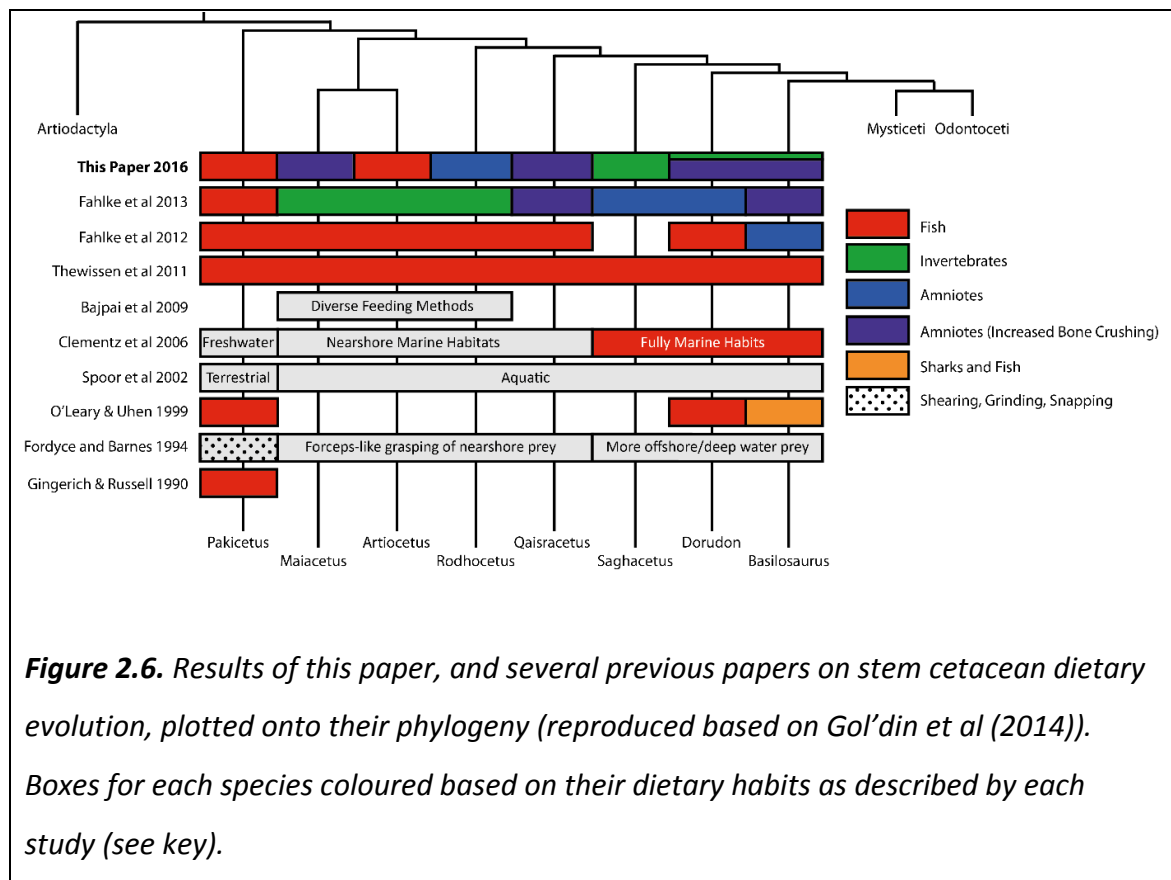 Artiodactyla
Mysticeti Odontoceti
This Paper 2016
Fahlke et al 2013
Fahlke et al 2012
Thewissen et al 2011
Bajpai et al 2009
Diverse Feeding Methods
Clementz et al 2006
Freshwater
Nearshore Marine Habitats
Fully Marine Habits
Spoor et al 2002
Terrestrial
Aquatic
O'Leary & Uhen 1999
Fordyce and Barnes 1994
Forceps-like grasping of nearshore prey
More offshore/deep water prey
Gingerich & Russell 1990
Fish
Invertebrates
Amniotes
Amniotes (Increased Bone Crushing)
Sharks and Fish
Shearing, Grinding, Snapping
Pakicetus
Maiacetus
Artiocetus
Rodhocetus
Qaisracetus
Saghacetus
Dorudon
Basilosaurus
Figure 2.6. Results of this paper, and several previous papers on stem cetacean dietary
evolution, plotted onto their phylogeny (reproduced based on Gol'din et al (2014)).
Boxes for each species coloured based on their dietary habits as described by each
study (see key).